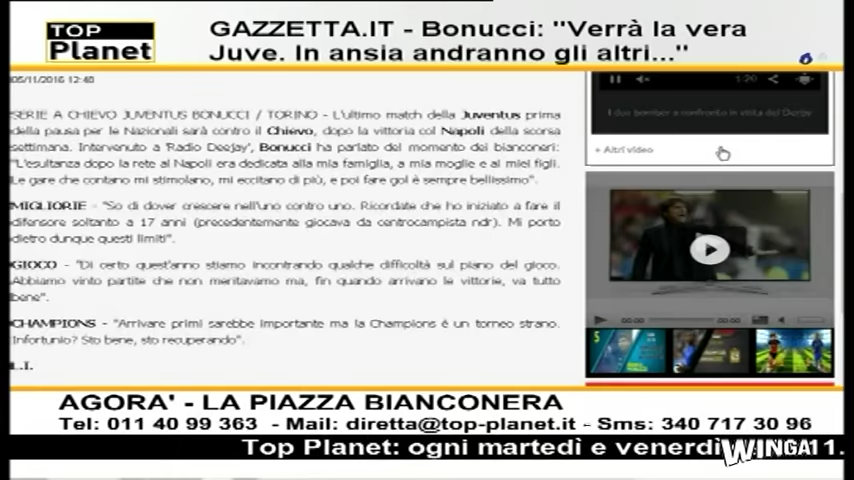 TOP
Planet
GAZZETTA.IT - Bonucci: "Verrà la vera
Juve. In ansia andranno gli altri..."
05/11/2016 12:40
SERIE A CHIEVO JUVENTUS BONUCCI / TORINO - L'ultimo match della Juventus prima
della pausa per le Nazionali sarà contro il Chievo, dopo la vittoria col Napoli della scorsa
settimana. Intervenuto a 'Radio Deejay', Bonucci ha parlato del momento dei bianconeri:
"L'esultanza dopo la rete al Napoli era dedicata alla mia famiglia, a mia moglie e ai miei figli.
Le gare che contano mi stimolano, mi eccitano di più, e poi fare gol è sempre bellissimo".
MIGLIORIE - "So di dover crescere nell'uno contro uno. Ricordate che ho iniziato a fare il
difensore soltanto a 17 anni (precedentemente giocava da centrocampista ndr). Mi porto
dietro dunque questi limiti".
GIOCO - "Di certo quest'anno stiamo incontrando qualche difficoltà sul piano del gioco.
Abbiamo vinto partite che non meritavamo ma, fin quando arrivano le vittorie, va tutto
bene".
CHAMPIONS - "Arrivare primi sarebbe importante ma la Champions è un torneo strano.
Infortunio? Sto bene, sto recuperando".
L.I.
1:20
I due bomber a confronto in vista del Derby
+ Altri video
00:00
00:00
AGORA' - LA PIAZZA BIANCONERA
Tel: 011 40 99 363 - Mail: diretta@top-planet.it - Sms: 340 717 30 96
Top Planet: ogni martedì e venerdì
WINGA
11.